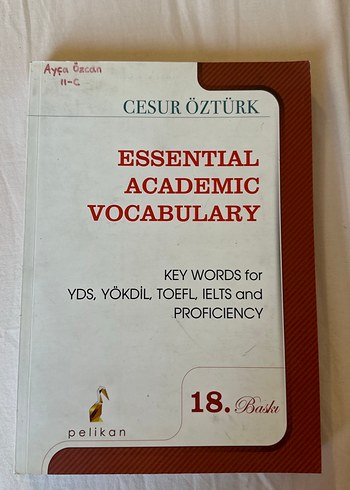 Ayça Özcan
11-C
CESUR ÖZTÜRK
ESSENTIAL
ACADEMIC
VOCABULARY
KEY WORDS for
YDS, YÖKDİL, TOEFL, IELTS and
PROFICIENCY
18. Baskı
pelikan